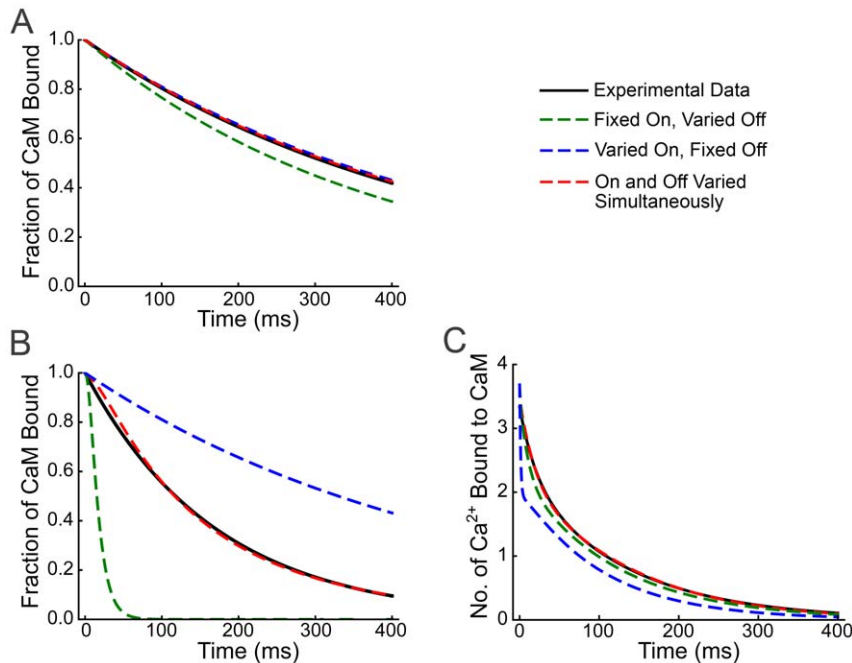 A
Fraction of CaM Bound
1.0
0.8
0.6
0.4
0.2
0.0
0
100
200
300
400
Time (ms)
Experimental Data
Fixed On, Varied Off
Varied On, Fixed Off
On and Off Varied
Simultaneously
B
Fraction of CaM Bound
1.0
0.8
0.6
0.4
0.2
0.0
0
100
200
300
400
Time (ms)
C
No. of Ca²⁺ Bound to CaM
4
3
2
1
0
0
100
200
300
400
Time (ms)